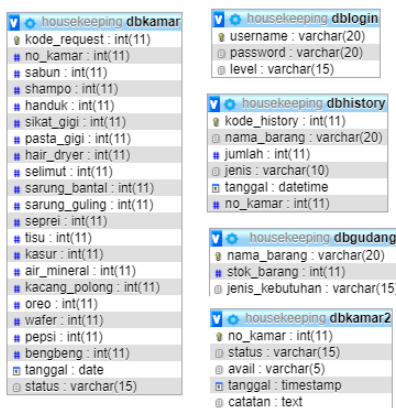 housekeeping dbkamar
kode_request : int(11)
no_kamar : int(11)
sabun : int(11)
shampo : int(11)
handuk : int(11)
sikat_gigi : int(11)
pasta_gigi : int(11)
hair_dryer : int(11)
selimut : int(11)
sarung_bantal : int(11)
sarung_guling : int(11)
seprei : int(11)
tisu : int(11)
kasur : int(11)
air_mineral : int(11)
kacang_polong : int(11)
oreo : int(11)
wafer : int(11)
pepsi : int(11)
bengbeng : int(11)
tanggal : date
status : varchar(15)
housekeeping dblogin
username : varchar(20)
password : varchar(20)
level : varchar(15)
housekeeping dbhistory
kode_history : int(11)
nama_barang : varchar(20)
jumlah : int(11)
jenis : varchar(10)
tanggal : datetime
no_kamar : int(11)
housekeeping dbgudang
nama_barang : varchar(20)
stok_barang : int(11)
jenis_kebutuhan : varchar(15
housekeeping dbkamar2
no_kamar : int(11)
status : varchar(15)
avail : varchar(5)
tanggal : timestamp
catatan : text